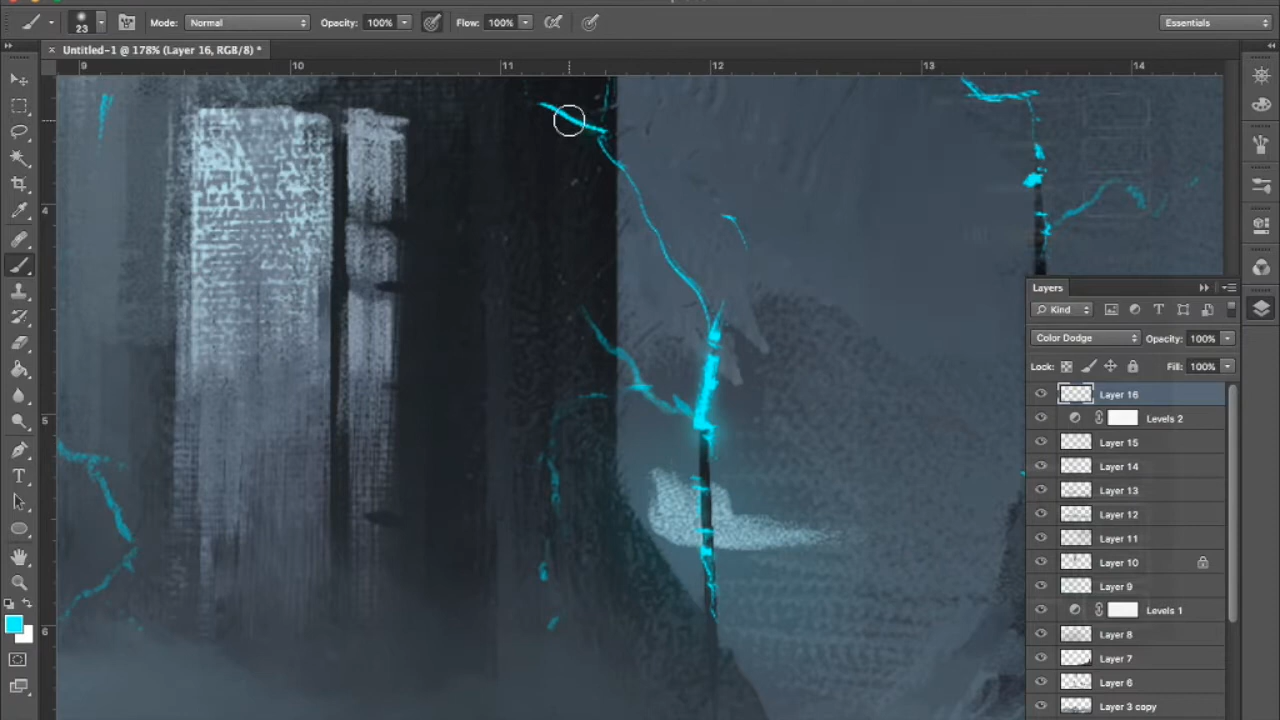 23 Mode: Normal Opacity: 100% Flow: 100% Essentials
Untitled-1 @ 178% (Layer 16, RGB/8) *
9 10 11 12 13 14
4
5
6
Layers
Kind
Color Dodge Opacity: 100%
Lock: Fill: 100%
Layer 16
Levels 2
Layer 15
Layer 14
Layer 13
Layer 12
Layer 11
Layer 10
Layer 9
Levels 1
Layer 8
Layer 7
Layer 6
Layer 3 copy